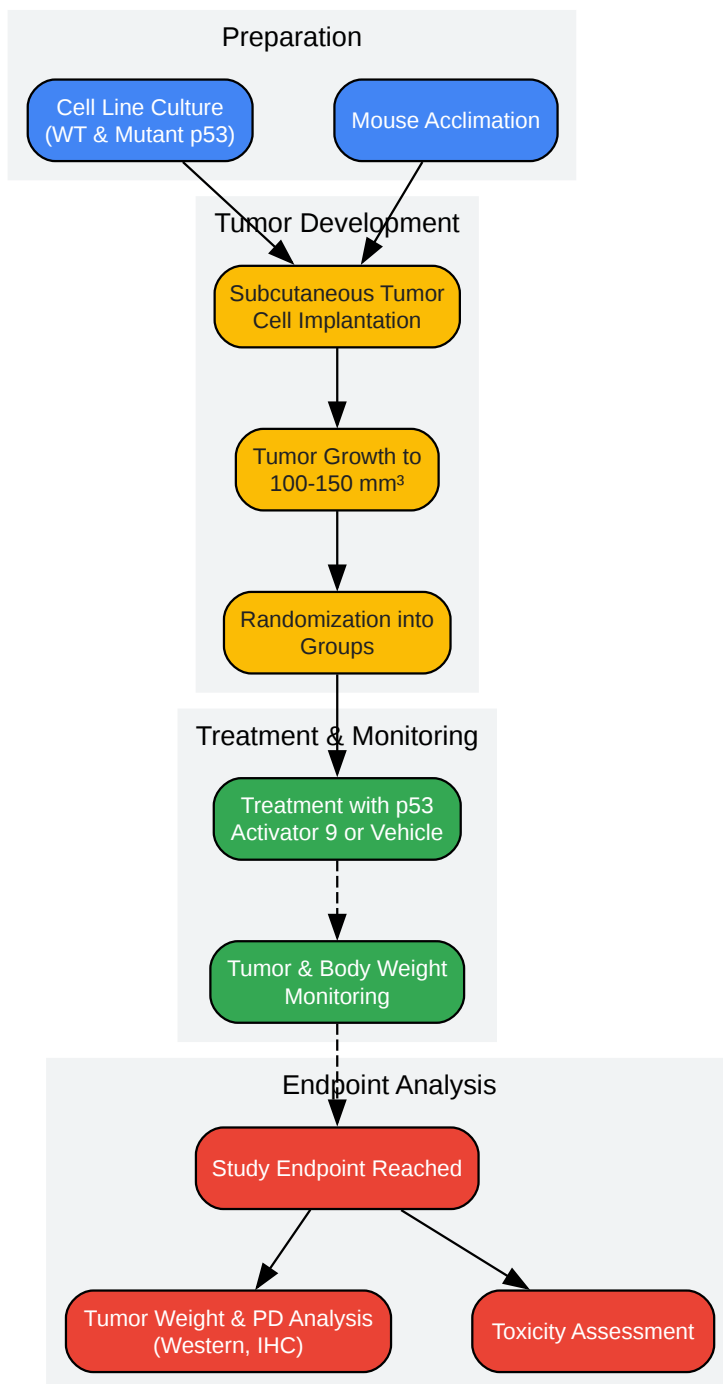 Preparation
Cell Line Culture
(WT & Mutant p53)
Mouse Acclimation
Tumor Development
Subcutaneous Tumor
Cell Implantation
Tumor Growth to
100-150 mm³
Randomization into
Groups
Treatment & Monitoring
Treatment with p53
Activator 9 or Vehicle
Tumor & Body Weight
Monitoring
Endpoint Analysis
Study Endpoint Reached
Tumor Weight & PD Analysis
(Western, IHC)
Toxicity Assessment